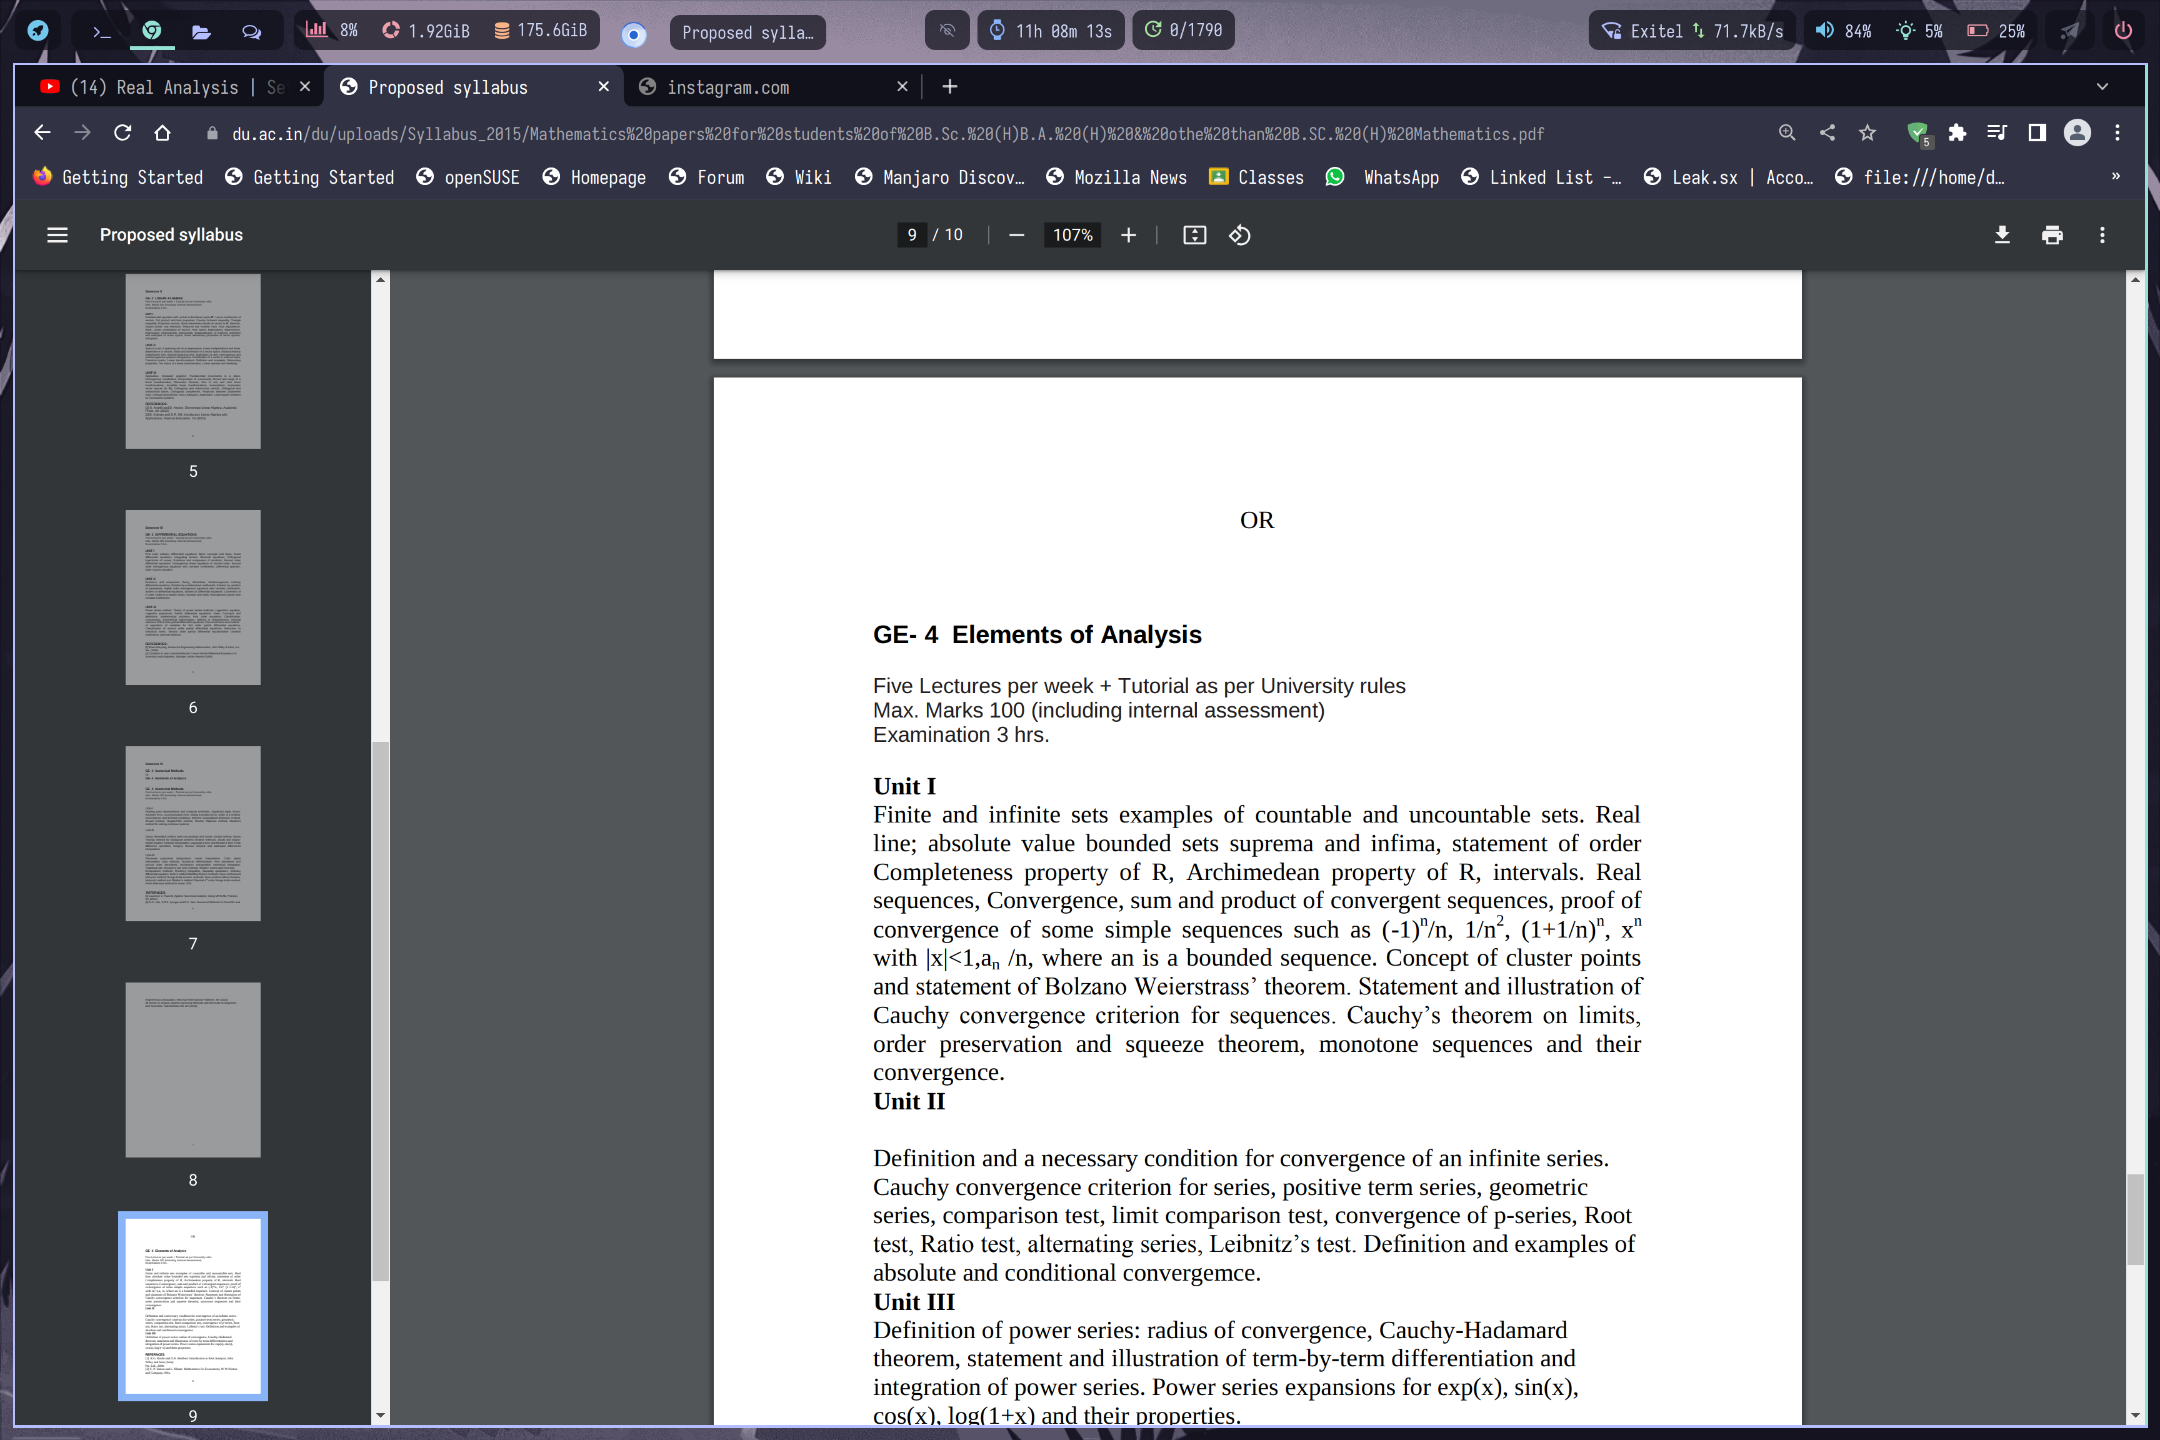 8% 1.92GiB 175.6GiB Proposed sylla… 11h 08m 13s 0/1790 Exitel 71.7kB/s 84% 5% 25%
(14) Real Analysis | Se Proposed syllabus instagram.com
du.ac.in/du/uploads/Syllabus_2015/Mathematics%20papers%20for%20students%20of%20B.Sc.%20(H)B.A.%20(H)%20&%20othe%20than%20B.SC.%20(H)%20Mathematics.pdf 5
Getting Started Getting Started openSUSE Homepage Forum Wiki Manjaro Discov… Mozilla News Classes WhatsApp Linked List –… Leak.sx | Acco… file:///home/d… »
Proposed syllabus 9 / 10 107%
5
6
7
8
9
OR
GE- 4 Elements of Analysis
Five Lectures per week + Tutorial as per University rules
Max. Marks 100 (including internal assessment)
Examination 3 hrs.
Unit I
Finite and infinite sets examples of countable and uncountable sets. Real
line; absolute value bounded sets suprema and infima, statement of order
Completeness property of R, Archimedean property of R, intervals. Real
sequences, Convergence, sum and product of convergent sequences, proof of
convergence of some simple sequences such as (-1)ⁿ/n, 1/n², (1+1/n)ⁿ, xⁿ
with |x|<1,aₙ /n, where an is a bounded sequence. Concept of cluster points
and statement of Bolzano Weierstrass’ theorem. Statement and illustration of
Cauchy convergence criterion for sequences. Cauchy’s theorem on limits,
order preservation and squeeze theorem, monotone sequences and their
convergence.
Unit II
Definition and a necessary condition for convergence of an infinite series.
Cauchy convergence criterion for series, positive term series, geometric
series, comparison test, limit comparison test, convergence of p-series, Root
test, Ratio test, alternating series, Leibnitz’s test. Definition and examples of
absolute and conditional convergemce.
Unit III
Definition of power series: radius of convergence, Cauchy-Hadamard
theorem, statement and illustration of term-by-term differentiation and
integration of power series. Power series expansions for exp(x), sin(x),
cos(x), log(1+x) and their properties.